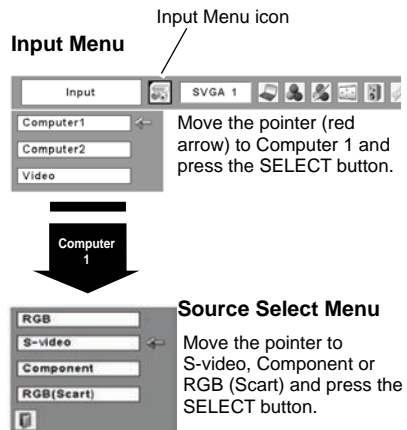 Input Menu icon
Input Menu
Input SVGA 1
Computer1
Computer2
Video
Move the pointer (red
arrow) to Computer 1 and
press the SELECT button.
Computer
1
Source Select Menu
RGB
S-video
Component
RGB(Scart)
Move the pointer to
S-video, Component or
RGB (Scart) and press the
SELECT button.